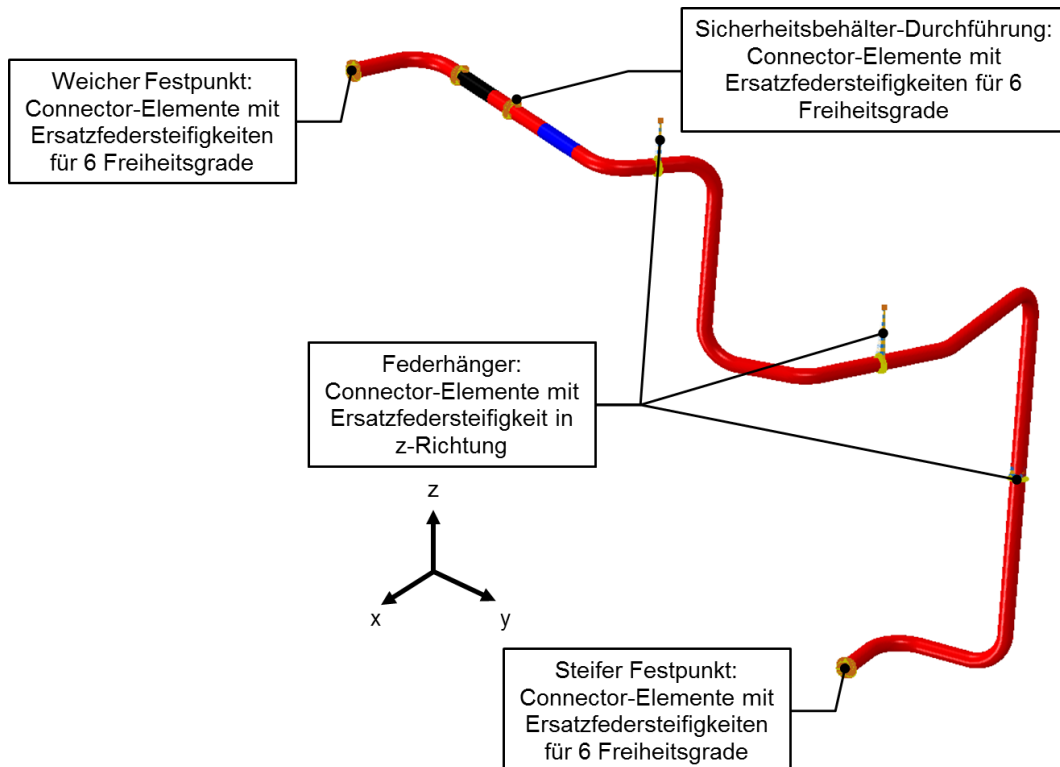 Sicherheitsbehälter-Durchführung:
Connector-Elemente mit
Ersatzfedersteifigkeiten für 6
Freiheitsgrade
Weicher Festpunkt:
Connector-Elemente mit
Ersatzfedersteifigkeiten
für 6 Freiheitsgrade
Federhänger:
Connector-Elemente mit
Ersatzfedersteifigkeit in
z-Richtung
z
x
y
Steifer Festpunkt:
Connector-Elemente mit
Ersatzfedersteifigkeiten
für 6 Freiheitsgrade